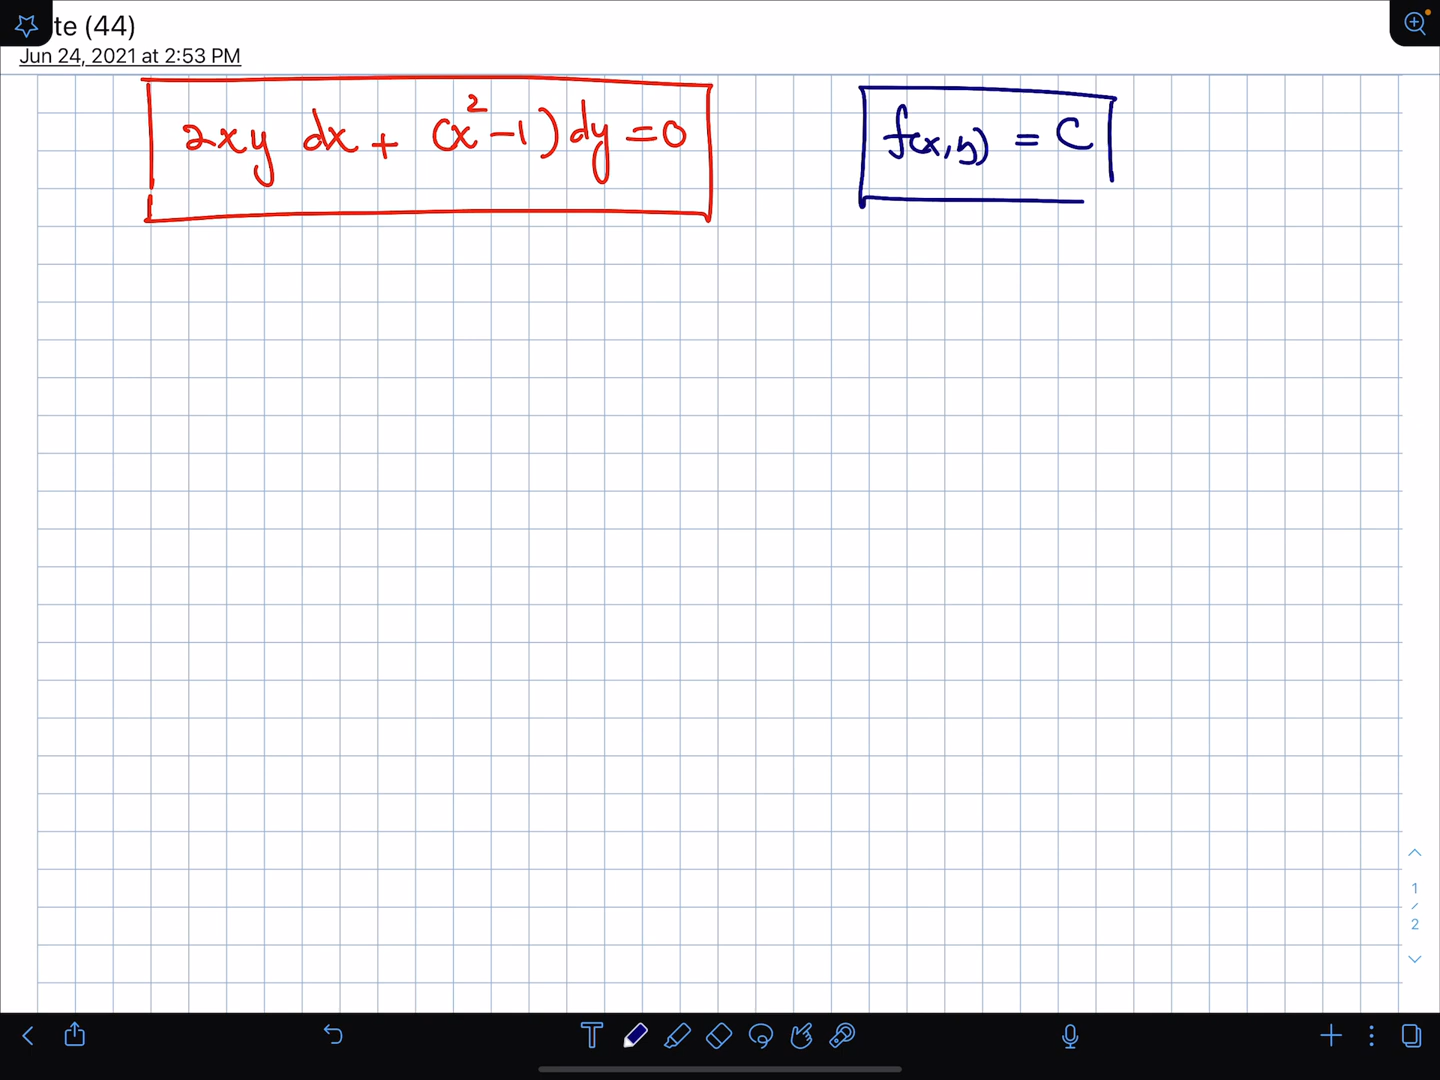 te (44)
Jun 24, 2021 at 2:53 PM
2xy dx + (x²-1) dy = 0
f(x,y) = C
1
/
2